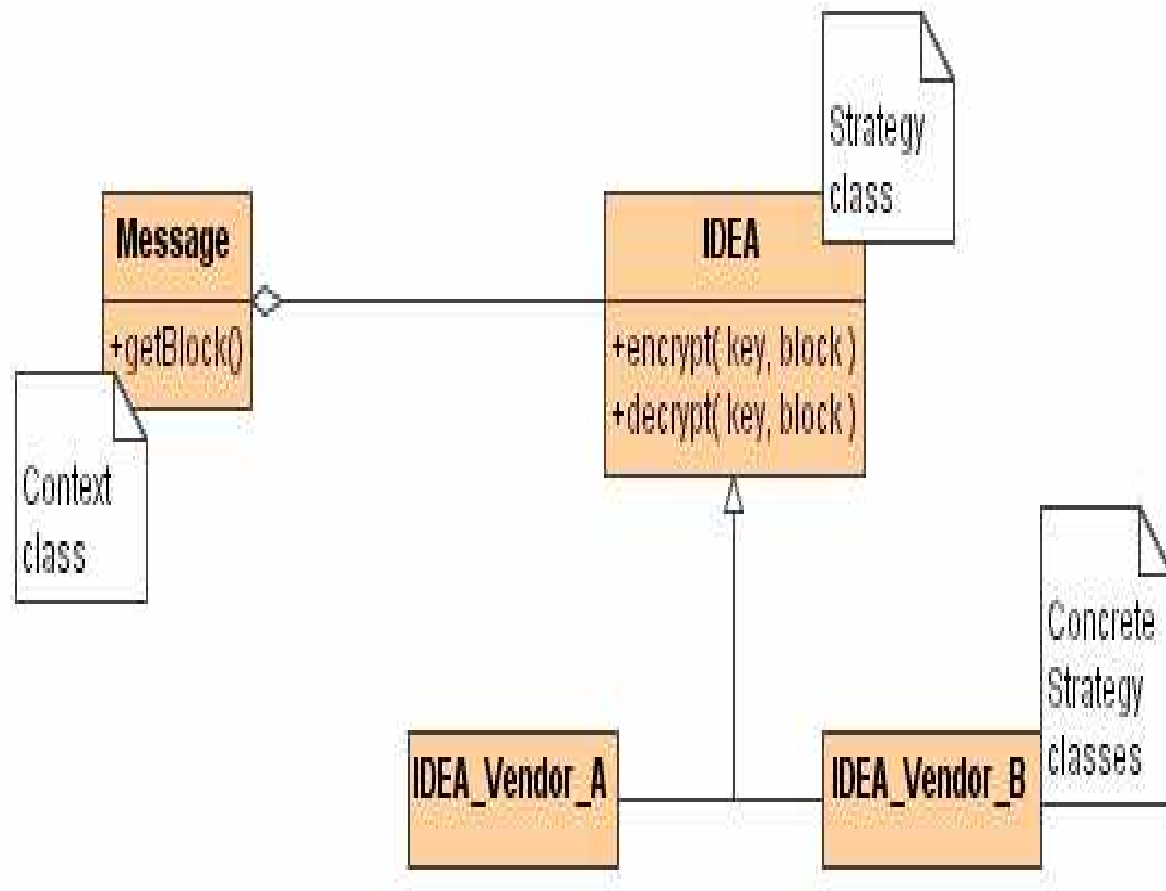 Strategy
class
Message
+getBlock()
Context
class
IDEA
+encrypt( key, block )
+decrypt( key, block )
IDEA_Vendor_A
IDEA_Vendor_B
Concrete
Strategy
classes